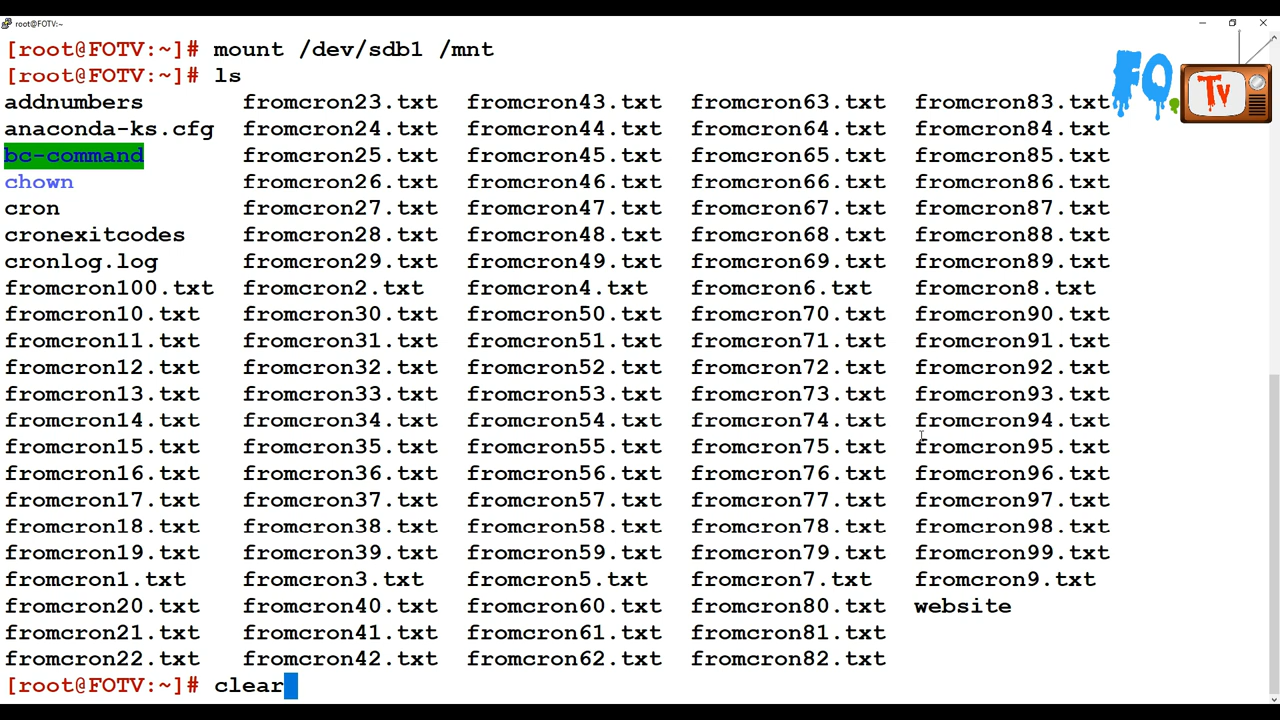 root@FOTV:~
[root@FOTV:~]# mount /dev/sdb1 /mnt
[root@FOTV:~]# ls
addnumbers fromcron23.txt fromcron43.txt fromcron63.txt fromcron83.txt
anaconda-ks.cfg fromcron24.txt fromcron44.txt fromcron64.txt fromcron84.txt
bc-command fromcron25.txt fromcron45.txt fromcron65.txt fromcron85.txt
chown fromcron26.txt fromcron46.txt fromcron66.txt fromcron86.txt
cron fromcron27.txt fromcron47.txt fromcron67.txt fromcron87.txt
cronexitcodes fromcron28.txt fromcron48.txt fromcron68.txt fromcron88.txt
cronlog.log fromcron29.txt fromcron49.txt fromcron69.txt fromcron89.txt
fromcron100.txt fromcron2.txt fromcron4.txt fromcron6.txt fromcron8.txt
fromcron10.txt fromcron30.txt fromcron50.txt fromcron70.txt fromcron90.txt
fromcron11.txt fromcron31.txt fromcron51.txt fromcron71.txt fromcron91.txt
fromcron12.txt fromcron32.txt fromcron52.txt fromcron72.txt fromcron92.txt
fromcron13.txt fromcron33.txt fromcron53.txt fromcron73.txt fromcron93.txt
fromcron14.txt fromcron34.txt fromcron54.txt fromcron74.txt fromcron94.txt
fromcron15.txt fromcron35.txt fromcron55.txt fromcron75.txt fromcron95.txt
fromcron16.txt fromcron36.txt fromcron56.txt fromcron76.txt fromcron96.txt
fromcron17.txt fromcron37.txt fromcron57.txt fromcron77.txt fromcron97.txt
fromcron18.txt fromcron38.txt fromcron58.txt fromcron78.txt fromcron98.txt
fromcron19.txt fromcron39.txt fromcron59.txt fromcron79.txt fromcron99.txt
fromcron1.txt fromcron3.txt fromcron5.txt fromcron7.txt fromcron9.txt
fromcron20.txt fromcron40.txt fromcron60.txt fromcron80.txt website
fromcron21.txt fromcron41.txt fromcron61.txt fromcron81.txt
fromcron22.txt fromcron42.txt fromcron62.txt fromcron82.txt
[root@FOTV:~]# clear
FQ. Tv